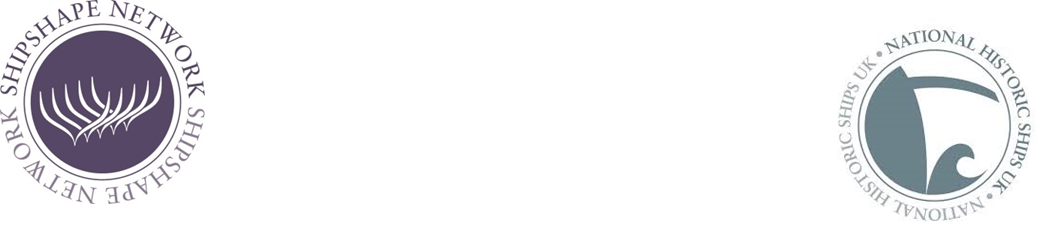 SHIPSHAPE NETWORK SHIPSHAPE NETWORK
NATIONAL HISTORIC SHIPS UK • NATIONAL HISTORIC SHIPS UK •